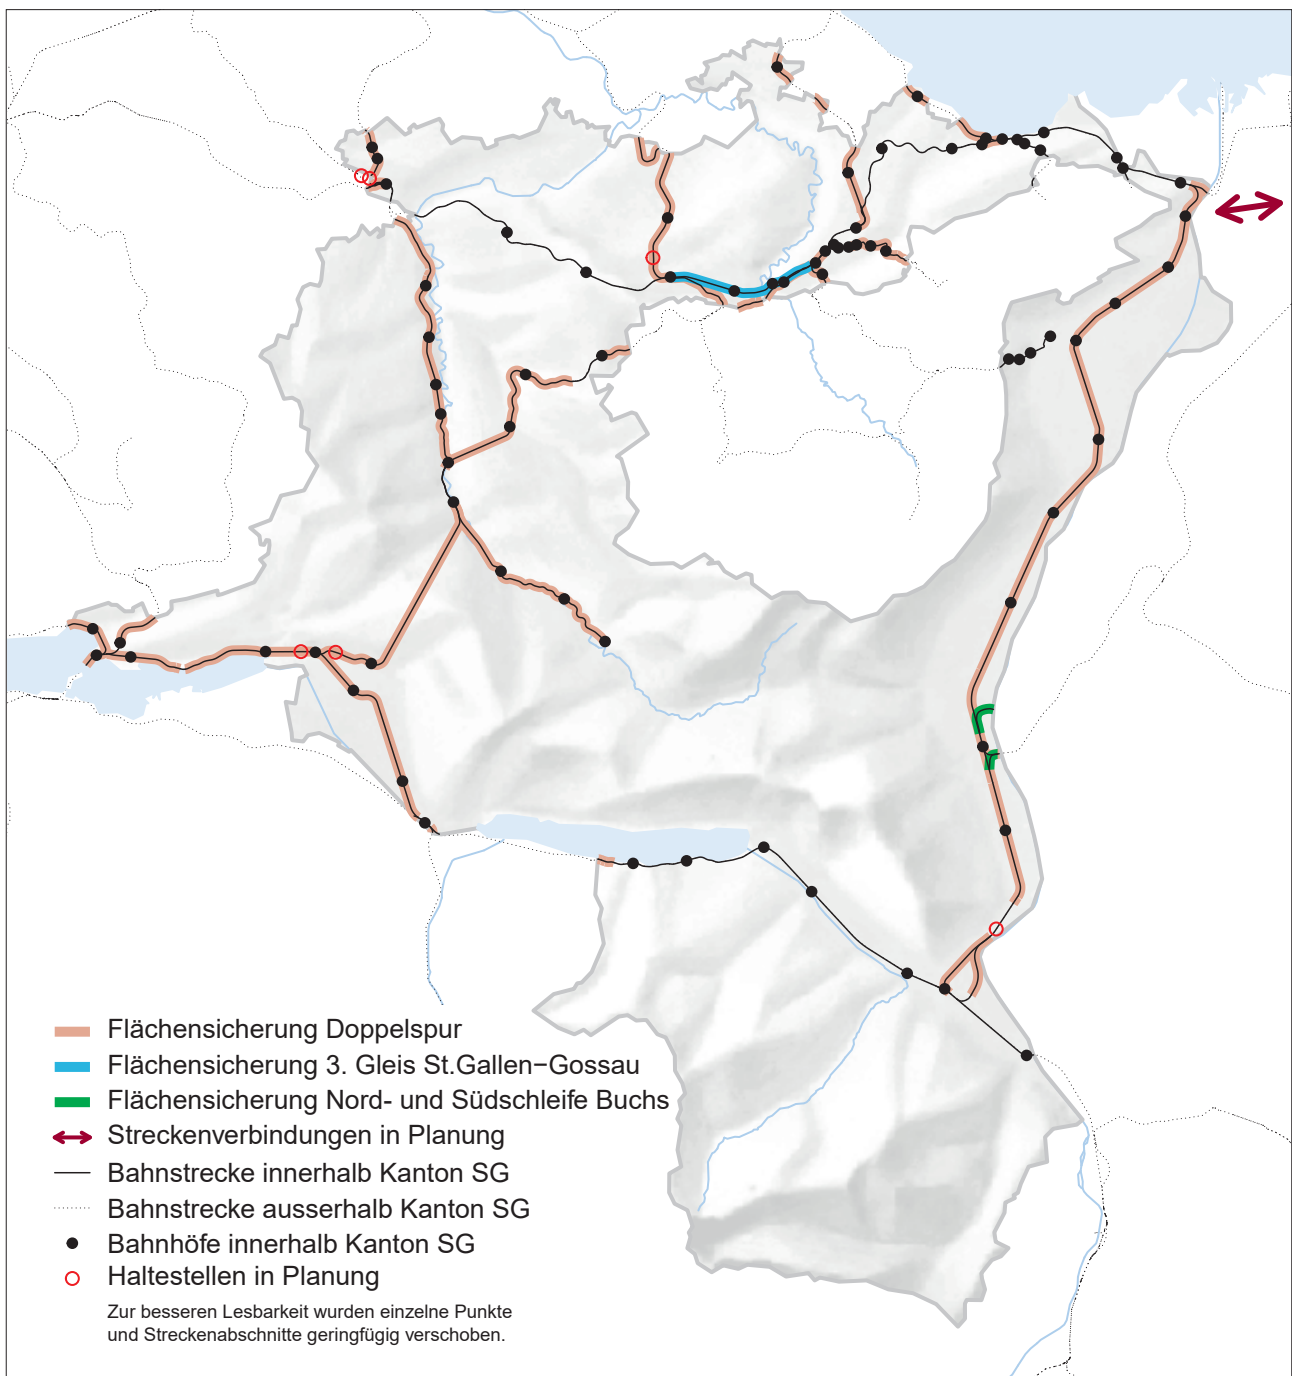 Flächensicherung Doppelspur
Flächensicherung 3. Gleis St.Gallen−Gossau
Flächensicherung Nord- und Südschleife Buchs
Streckenverbindungen in Planung
Bahnstrecke innerhalb Kanton SG
Bahnstrecke ausserhalb Kanton SG
Bahnhöfe innerhalb Kanton SG
Haltestellen in Planung
Zur besseren Lesbarkeit wurden einzelne Punkte
und Streckenabschnitte geringfügig verschoben.